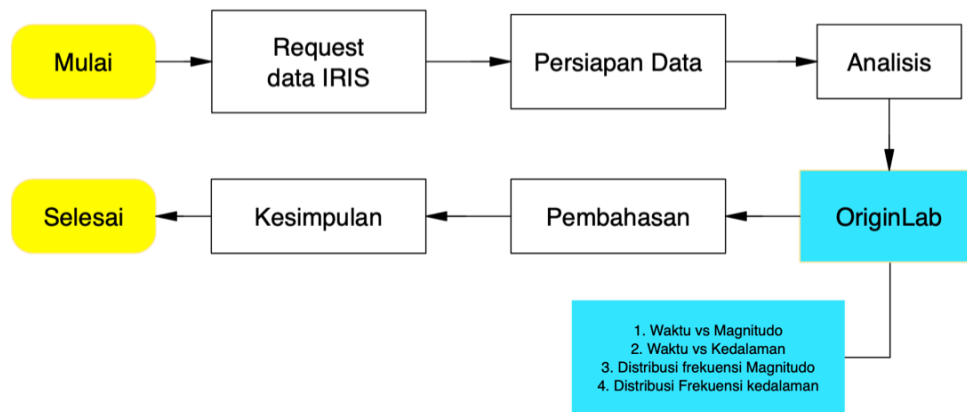 Mulai
Request
data IRIS
Persiapan Data
Analisis
Selesai
Kesimpulan
Pembahasan
OriginLab
1. Waktu vs Magnitudo
2. Waktu vs Kedalaman
3. Distribusi frekuensi Magnitudo
4. Distribusi Frekuensi kedalaman